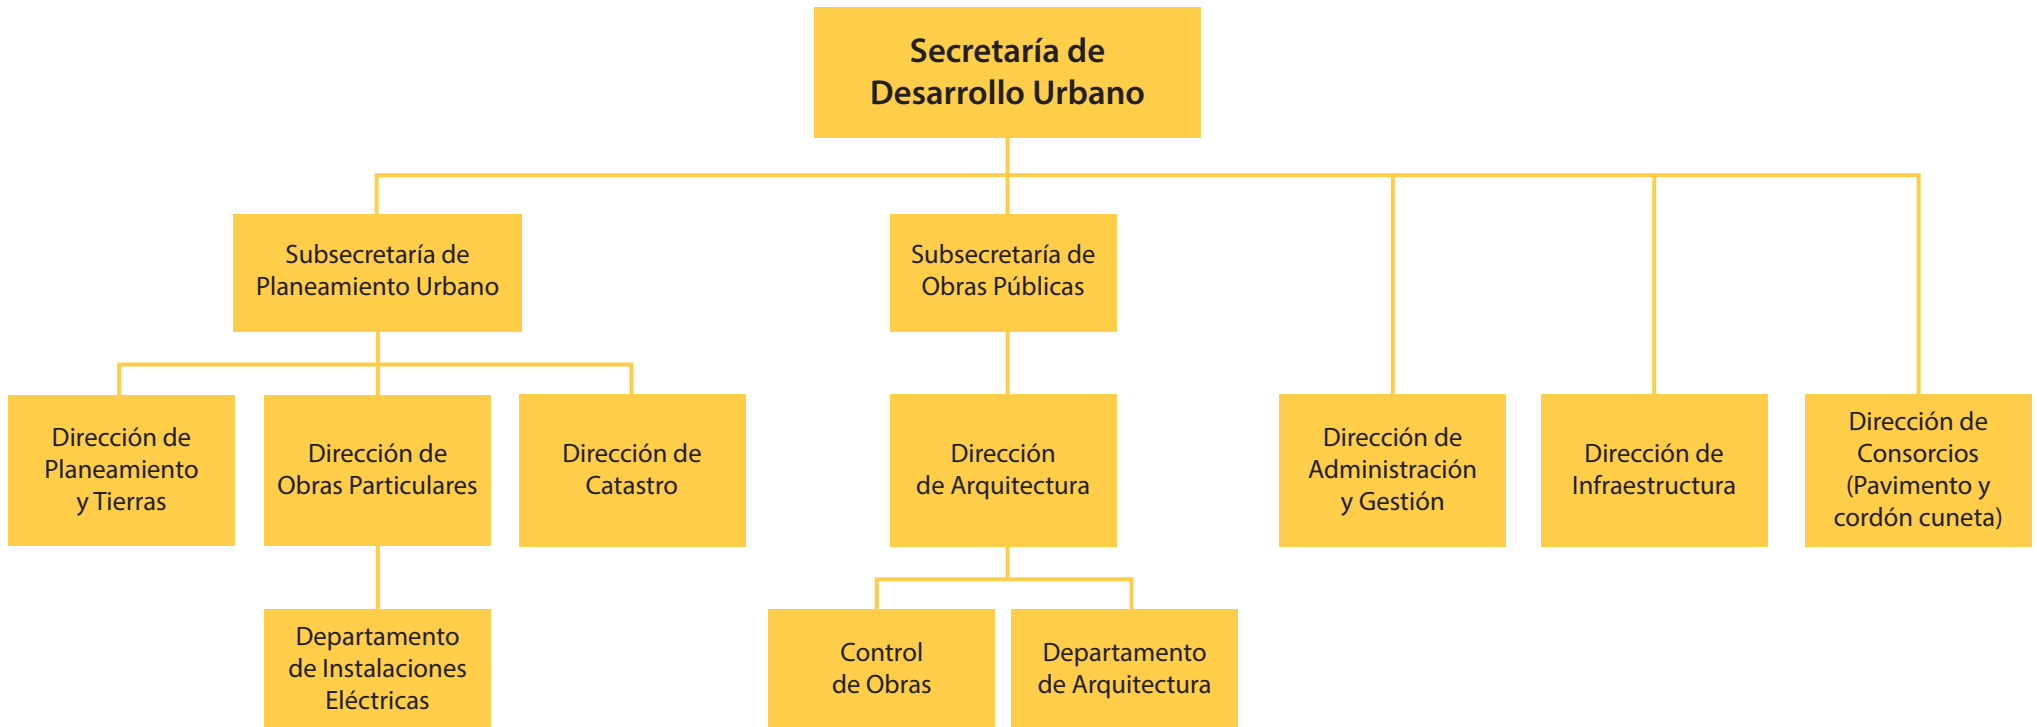 Secretaría de
Desarrollo Urbano
Subsecretaría de
Planeamiento Urbano
Subsecretaría de
Obras Públicas
Dirección de
Planeamiento
y Tierras
Dirección de
Obras Particulares
Dirección de
Catastro
Dirección
de Arquitectura
Dirección de
Administración
y Gestión
Dirección de
Infraestructura
Dirección de
Consorcios
(Pavimento y
cordón cuneta)
Departamento
de Instalaciones
Eléctricas
Control
de Obras
Departamento
de Arquitectura